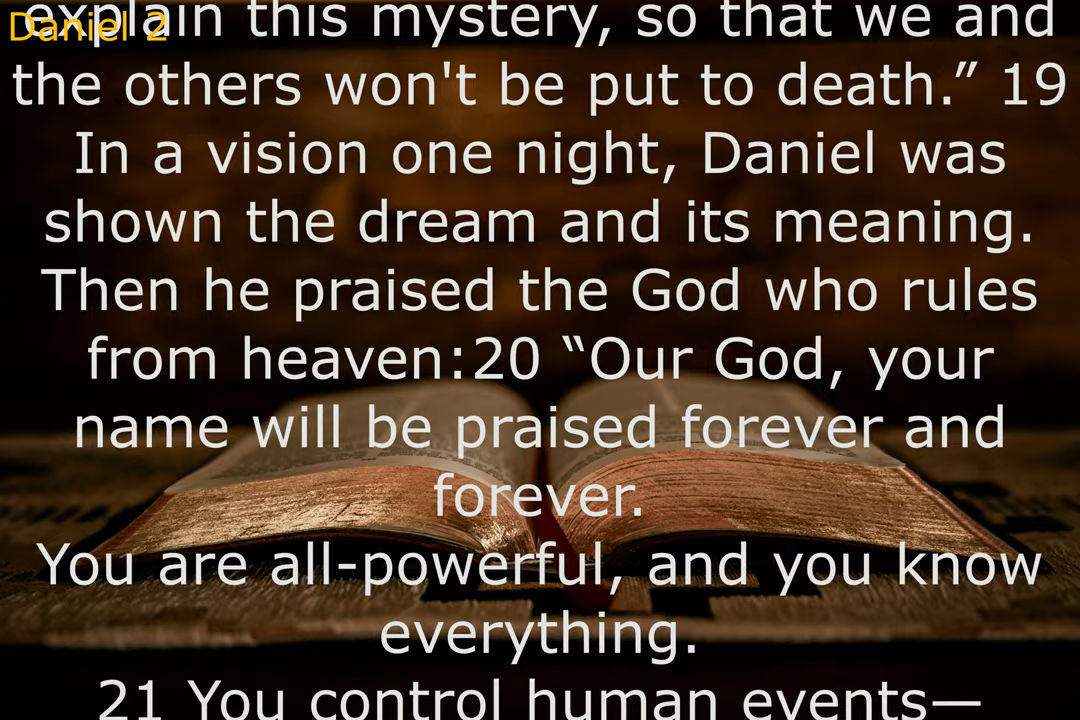 Daniel 2
explain this mystery, so that we and
the others won't be put to death.” 19
In a vision one night, Daniel was
shown the dream and its meaning.
Then he praised the God who rules
from heaven:20 “Our God, your
name will be praised forever and
forever.
You are all-powerful, and you know
everything.
21 You control human events—